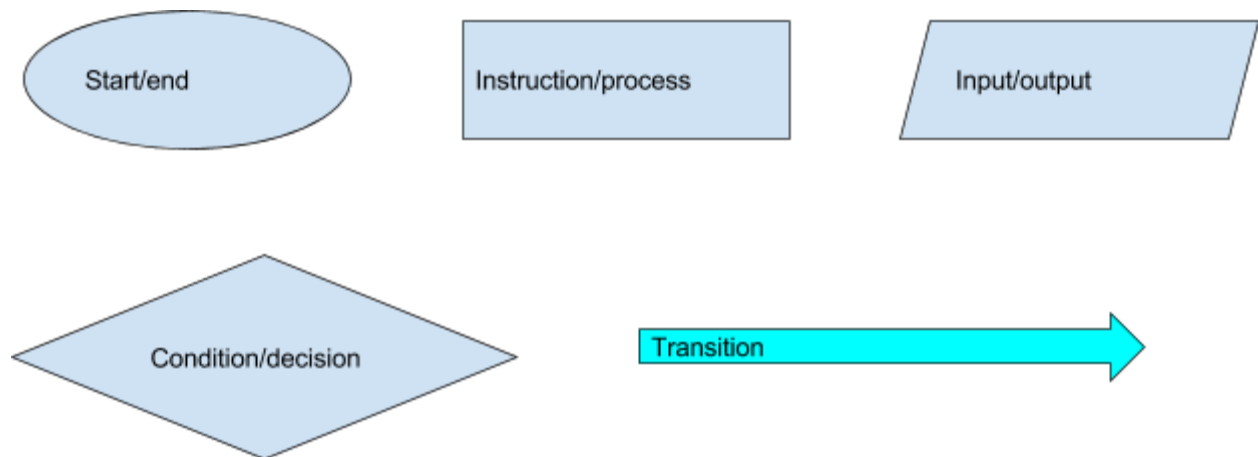 Start/end
Instruction/process
Input/output
Condition/decision
Transition